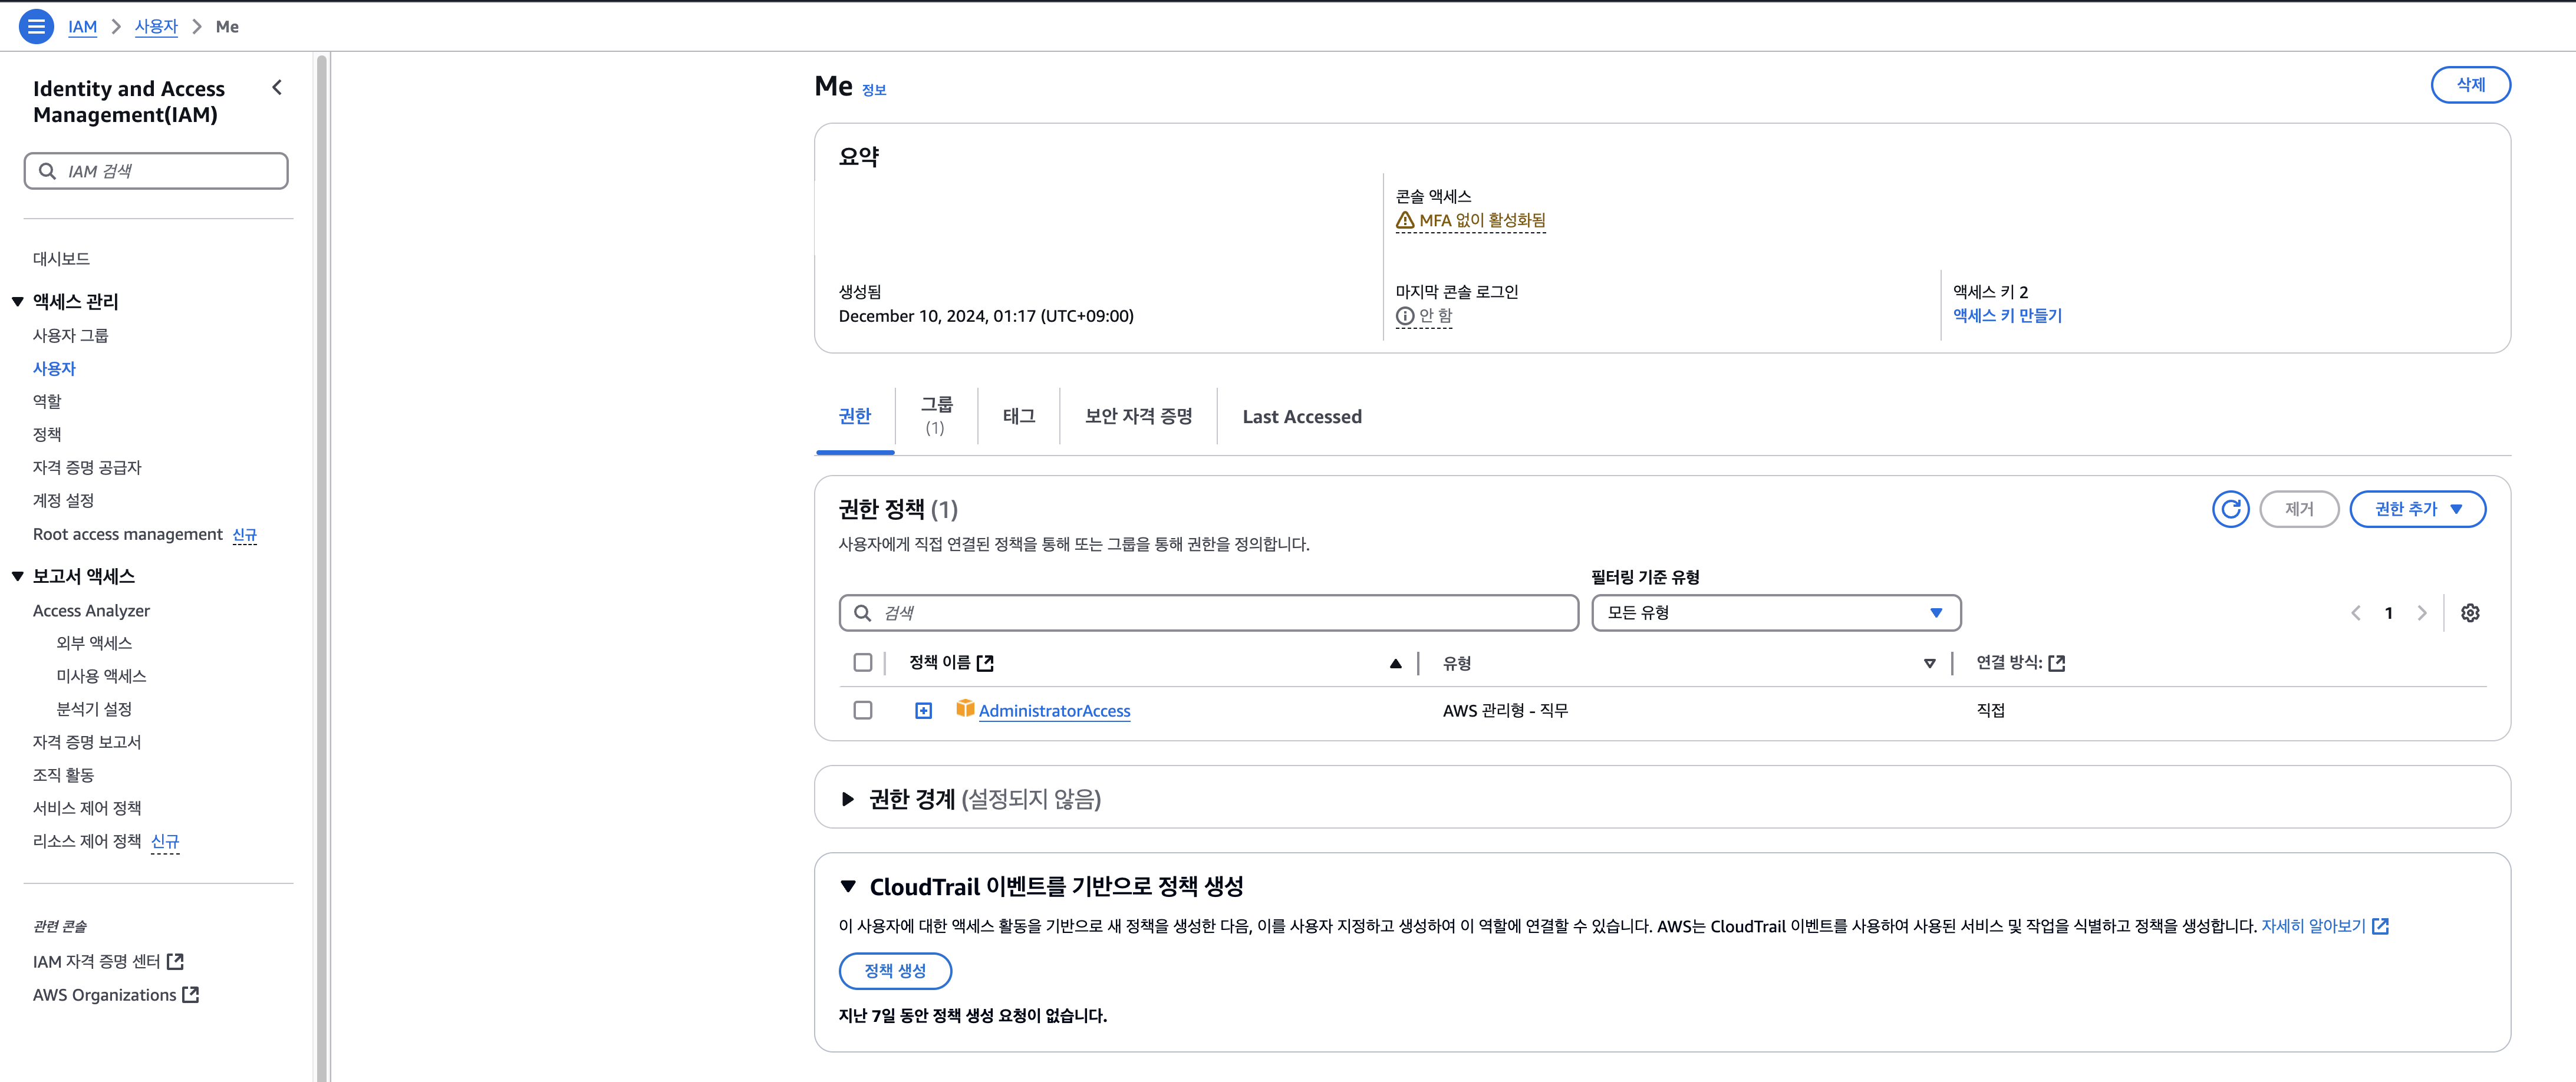 IAM > 사용자 > Me
Identity and Access
Management(IAM)
IAM 검색
대시보드
액세스 관리
사용자 그룹
사용자
역할
정책
자격 증명 공급자
계정 설정
Root access management 신규
보고서 액세스
Access Analyzer
외부 액세스
미사용 액세스
분석기 설정
자격 증명 보고서
조직 활동
서비스 제어 정책
리소스 제어 정책 신규
관련 콘솔
IAM 자격 증명 센터
AWS Organizations
Me 정보
삭제
요약
콘솔 액세스
MFA 없이 활성화됨
생성됨
December 10, 2024, 01:17 (UTC+09:00)
마지막 콘솔 로그인
안 함
액세스 키 2
액세스 키 만들기
권한
그룹
(1)
태그
보안 자격 증명
Last Accessed
권한 정책 (1)
제거
권한 추가
사용자에게 직접 연결된 정책을 통해 또는 그룹을 통해 권한을 정의합니다.
필터링 기준 유형
검색
모든 유형
1
정책 이름
유형
연결 방식:
AdministratorAccess
AWS 관리형 - 직무
직접
권한 경계 (설정되지 않음)
CloudTrail 이벤트를 기반으로 정책 생성
이 사용자에 대한 액세스 활동을 기반으로 새 정책을 생성한 다음, 이를 사용자 지정하고 생성하여 이 역할에 연결할 수 있습니다. AWS는 CloudTrail 이벤트를 사용하여 사용된 서비스 및 작업을 식별하고 정책을 생성합니다. 자세히 알아보기
정책 생성
지난 7일 동안 정책 생성 요청이 없습니다.